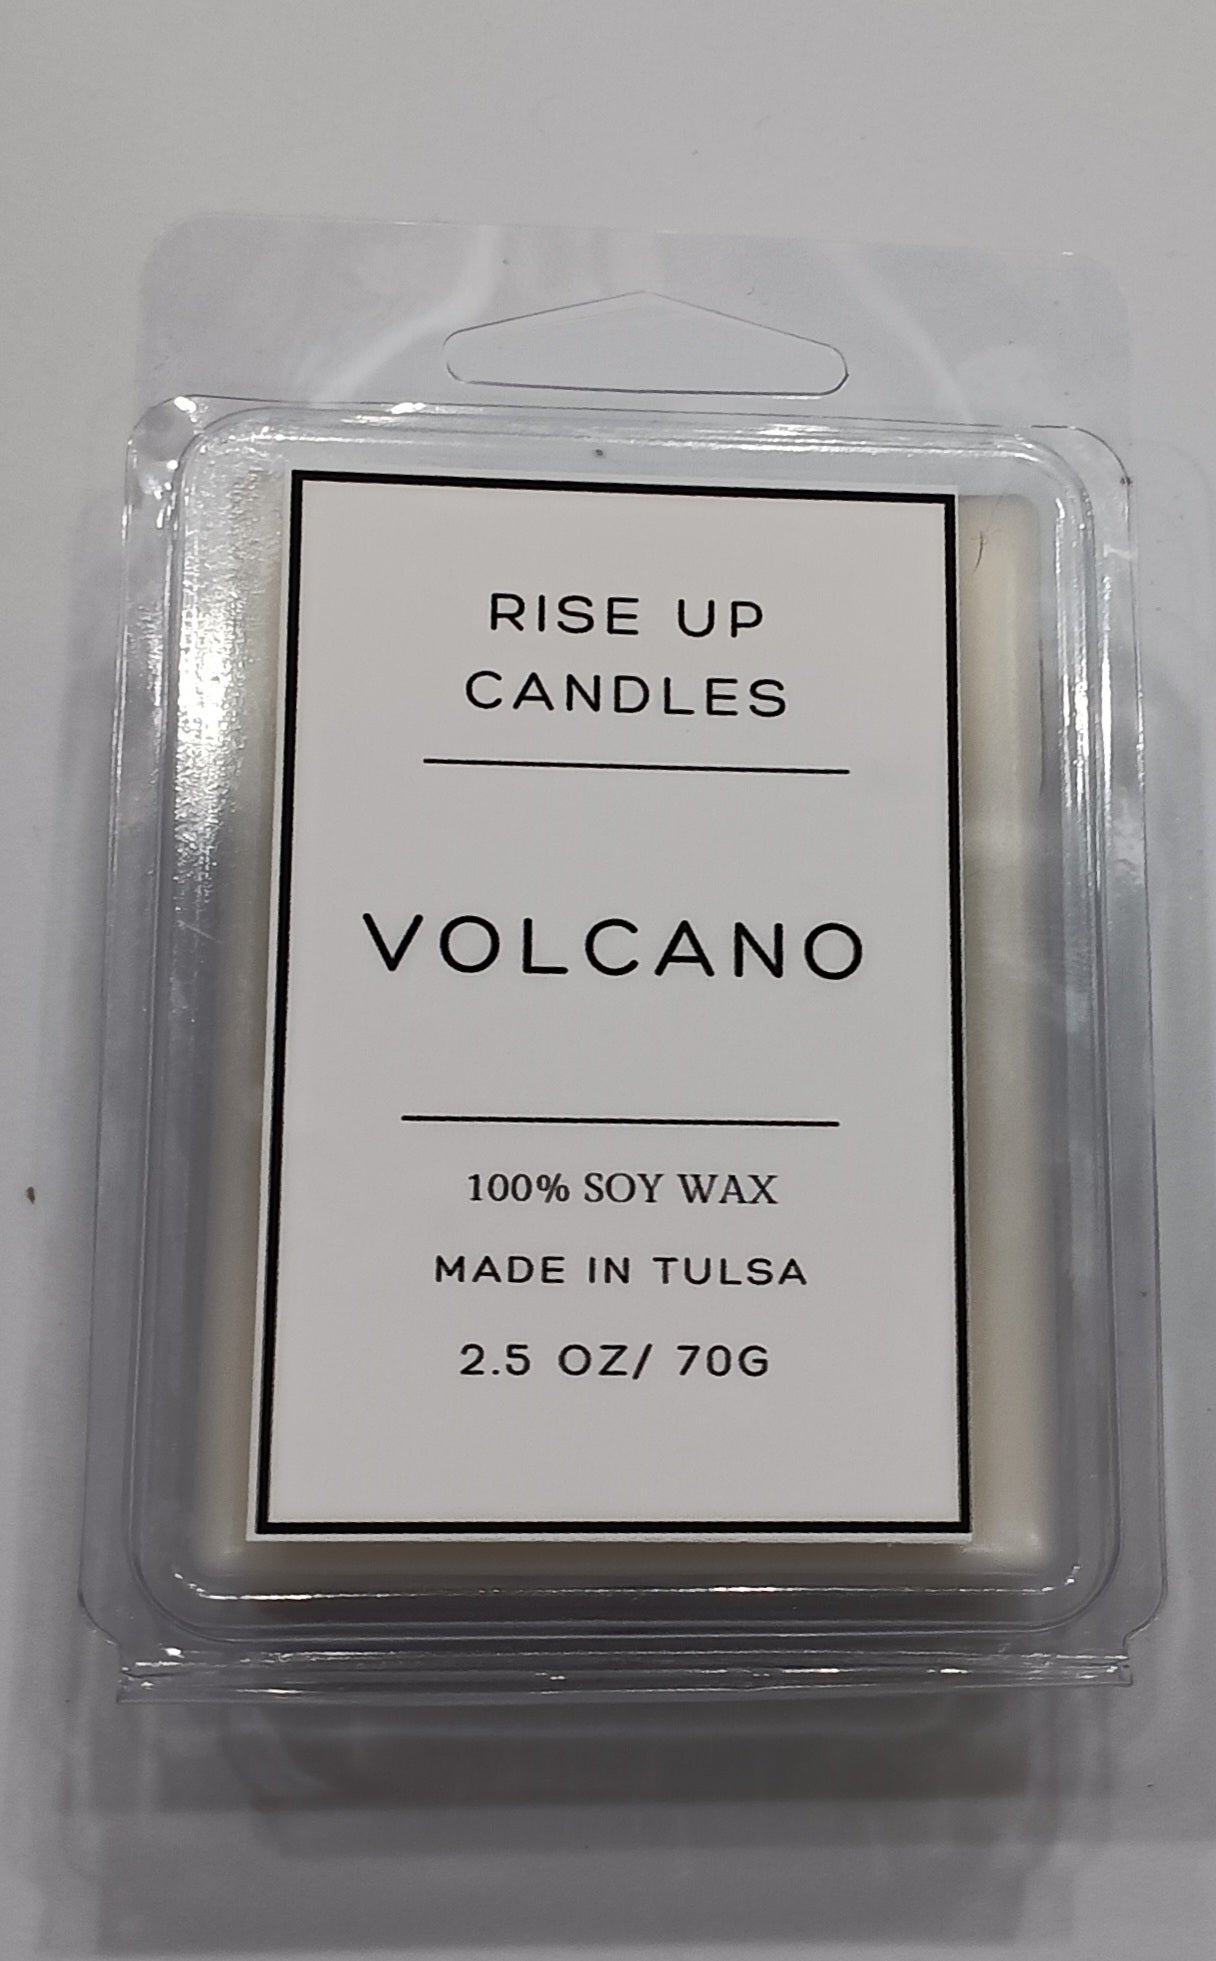 RISE UP
CANDLES
VOLCANO
100% SOY WAX
MADE IN TULSA
2.5 OZ/ 70G